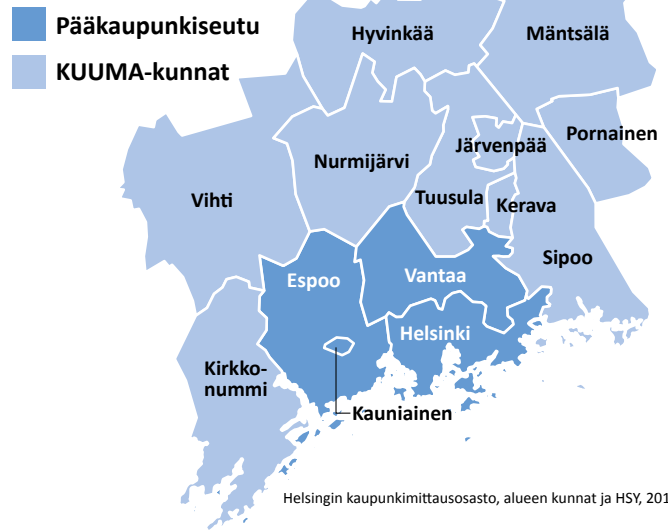 Pääkaupunkiseutu
KUUMA-kunnat
Hyvinkää
Mäntsälä
Pornainen
Järvenpää
Nurmijärvi
Vihti
Tuusula
Kerava
Sipoo
Espoo
Vantaa
Helsinki
Kirkko-
nummi
Kauniainen
Helsingin kaupunkimittausosasto, alueen kunnat ja HSY, 201